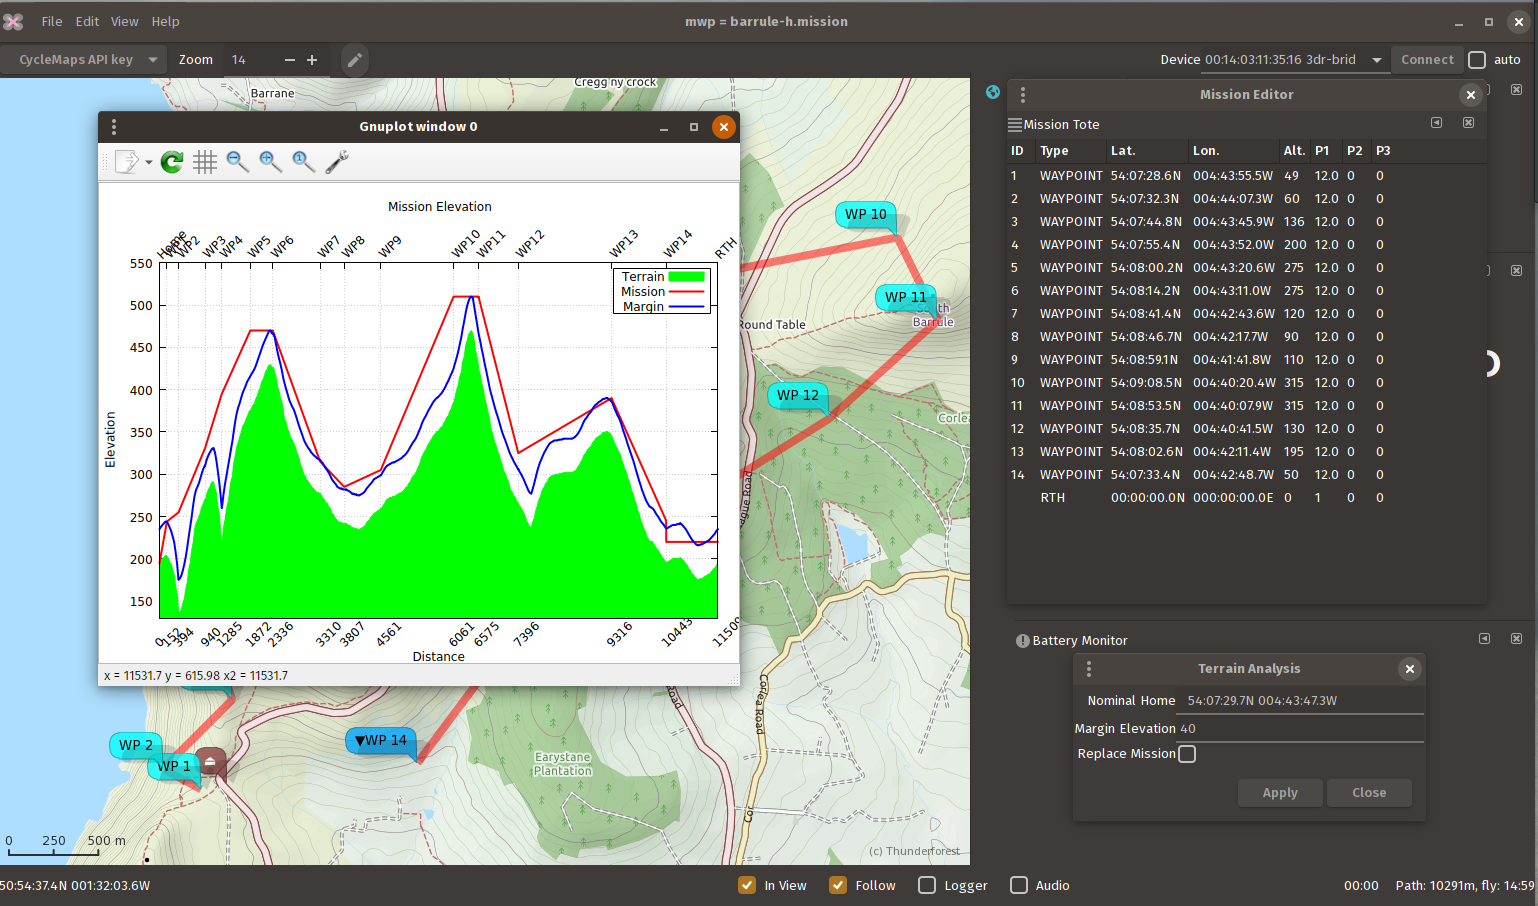 File Edit View Help
mwp = barrule-h.mission
CycleMaps API key Zoom 14
Device 00:14:03:11:35:16 3dr-brid Connect auto
Barrane
Creggny crock
Gnuplot window 0
Mission Elevation
Home WP1 WP2 WP3 WP4 WP5 WP6 WP7 WP8 WP9 WP10 WP11 WP12 WP13 WP14 RTH
Terrain
Mission
Margin
550
500
450
400
350
300
250
200
150
Elevation
0 152 394 940 1285 1872 2336 3310 3807 4561 6061 6575 7396 9316 10443 11509
Distance
x = 11531.7 y = 615.98 x2 = 11531.7
WP 10
WP 11
Barrule
Round Table
WP 12
WP 2
WP 1
▼WP 14
Earystane
Plantation
Corlea Road
0 250 500 m
(c) Thunderforest
Mission Editor
Mission Tote
ID Type Lat. Lon. Alt. P1 P2 P3
1 WAYPOINT 54:07:28.6N 004:43:55.5W 49 12.0 0 0
2 WAYPOINT 54:07:32.3N 004:44:07.3W 60 12.0 0 0
3 WAYPOINT 54:07:44.8N 004:43:45.9W 136 12.0 0 0
4 WAYPOINT 54:07:55.4N 004:43:52.0W 200 12.0 0 0
5 WAYPOINT 54:08:00.2N 004:43:20.6W 275 12.0 0 0
6 WAYPOINT 54:08:14.2N 004:43:11.0W 275 12.0 0 0
7 WAYPOINT 54:08:41.4N 004:42:43.6W 120 12.0 0 0
8 WAYPOINT 54:08:46.7N 004:42:17.7W 90 12.0 0 0
9 WAYPOINT 54:08:59.1N 004:41:41.8W 110 12.0 0 0
10 WAYPOINT 54:09:08.5N 004:40:20.4W 315 12.0 0 0
11 WAYPOINT 54:08:53.5N 004:40:07.9W 315 12.0 0 0
12 WAYPOINT 54:08:35.7N 004:40:41.5W 130 12.0 0 0
13 WAYPOINT 54:08:02.6N 004:42:11.4W 195 12.0 0 0
14 WAYPOINT 54:07:33.4N 004:42:48.7W 50 12.0 0 0
RTH 00:00:00.0N 000:00:00.0E 0 1 0 0
Battery Monitor
Terrain Analysis
Nominal Home 54:07:29.7N 004:43:47.3W
Margin Elevation 40
Replace Mission
Apply Close
50:54:37.4N 001:32:03.6W
In View Follow Logger Audio
00:00 Path: 10291m, fly: 14:59